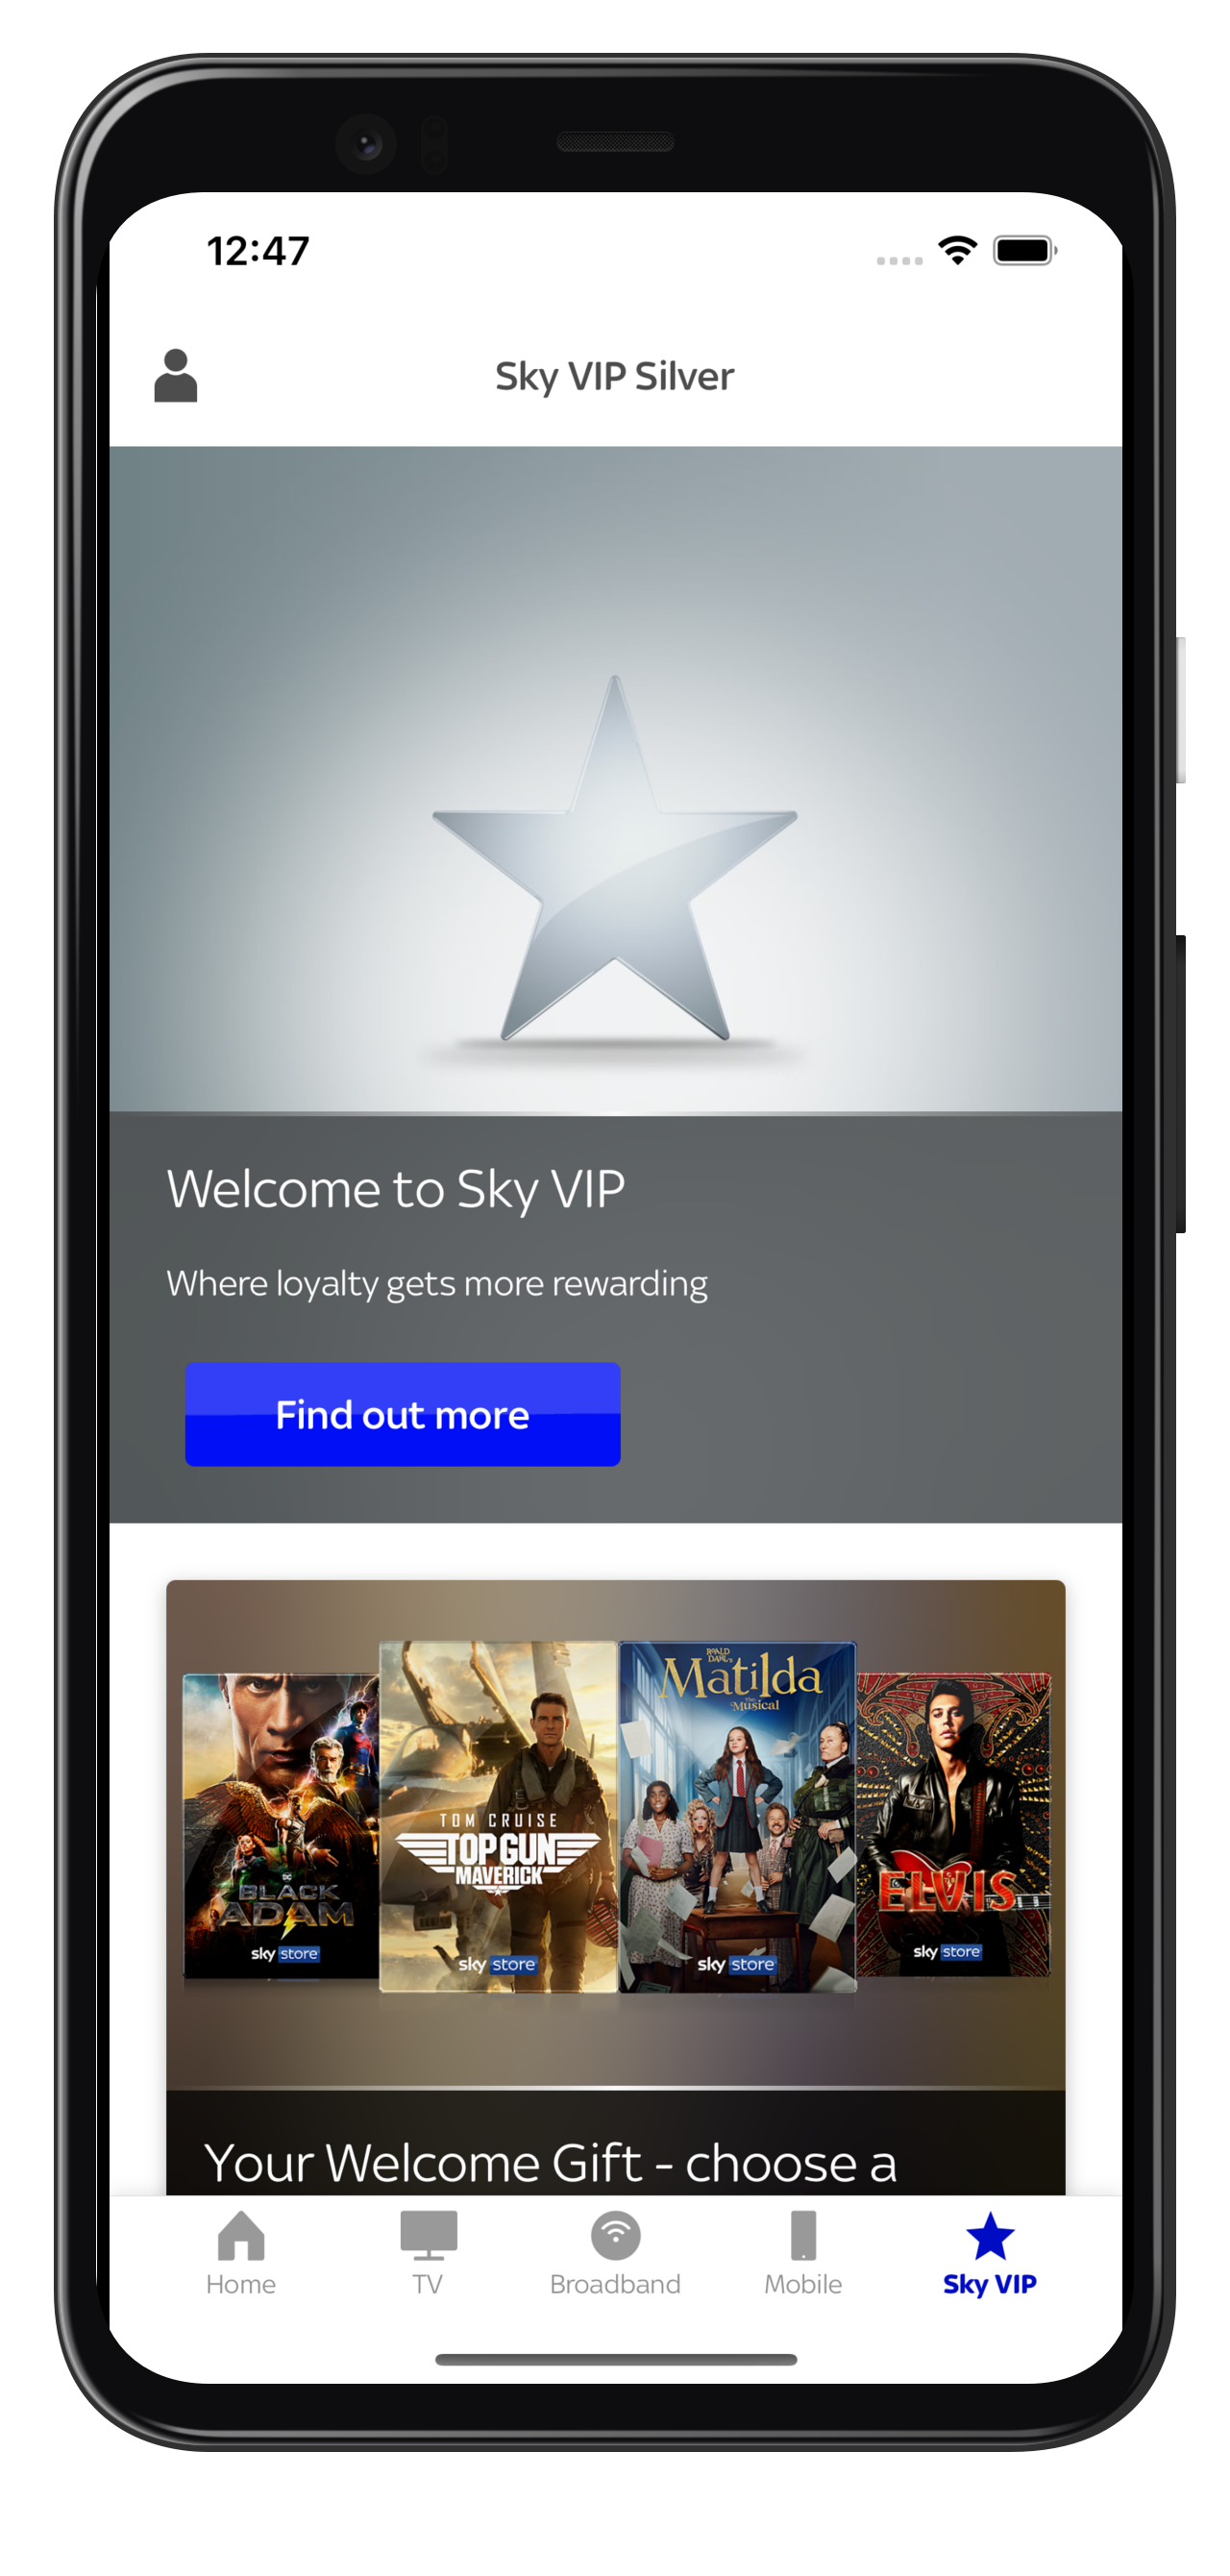 12:47
Sky VIP Silver
Welcome to Sky VIP
Where loyalty gets more rewarding
Find out more
DC
BLACK
ADAM
sky store
TOM CRUISE
TOP GUN
MAVERICK
sky store
ROALD
DAHL's
Matilda
The
Musical
sky store
ELVIS
sky store
Your Welcome Gift - choose a
Home TV Broadband Mobile Sky VIP